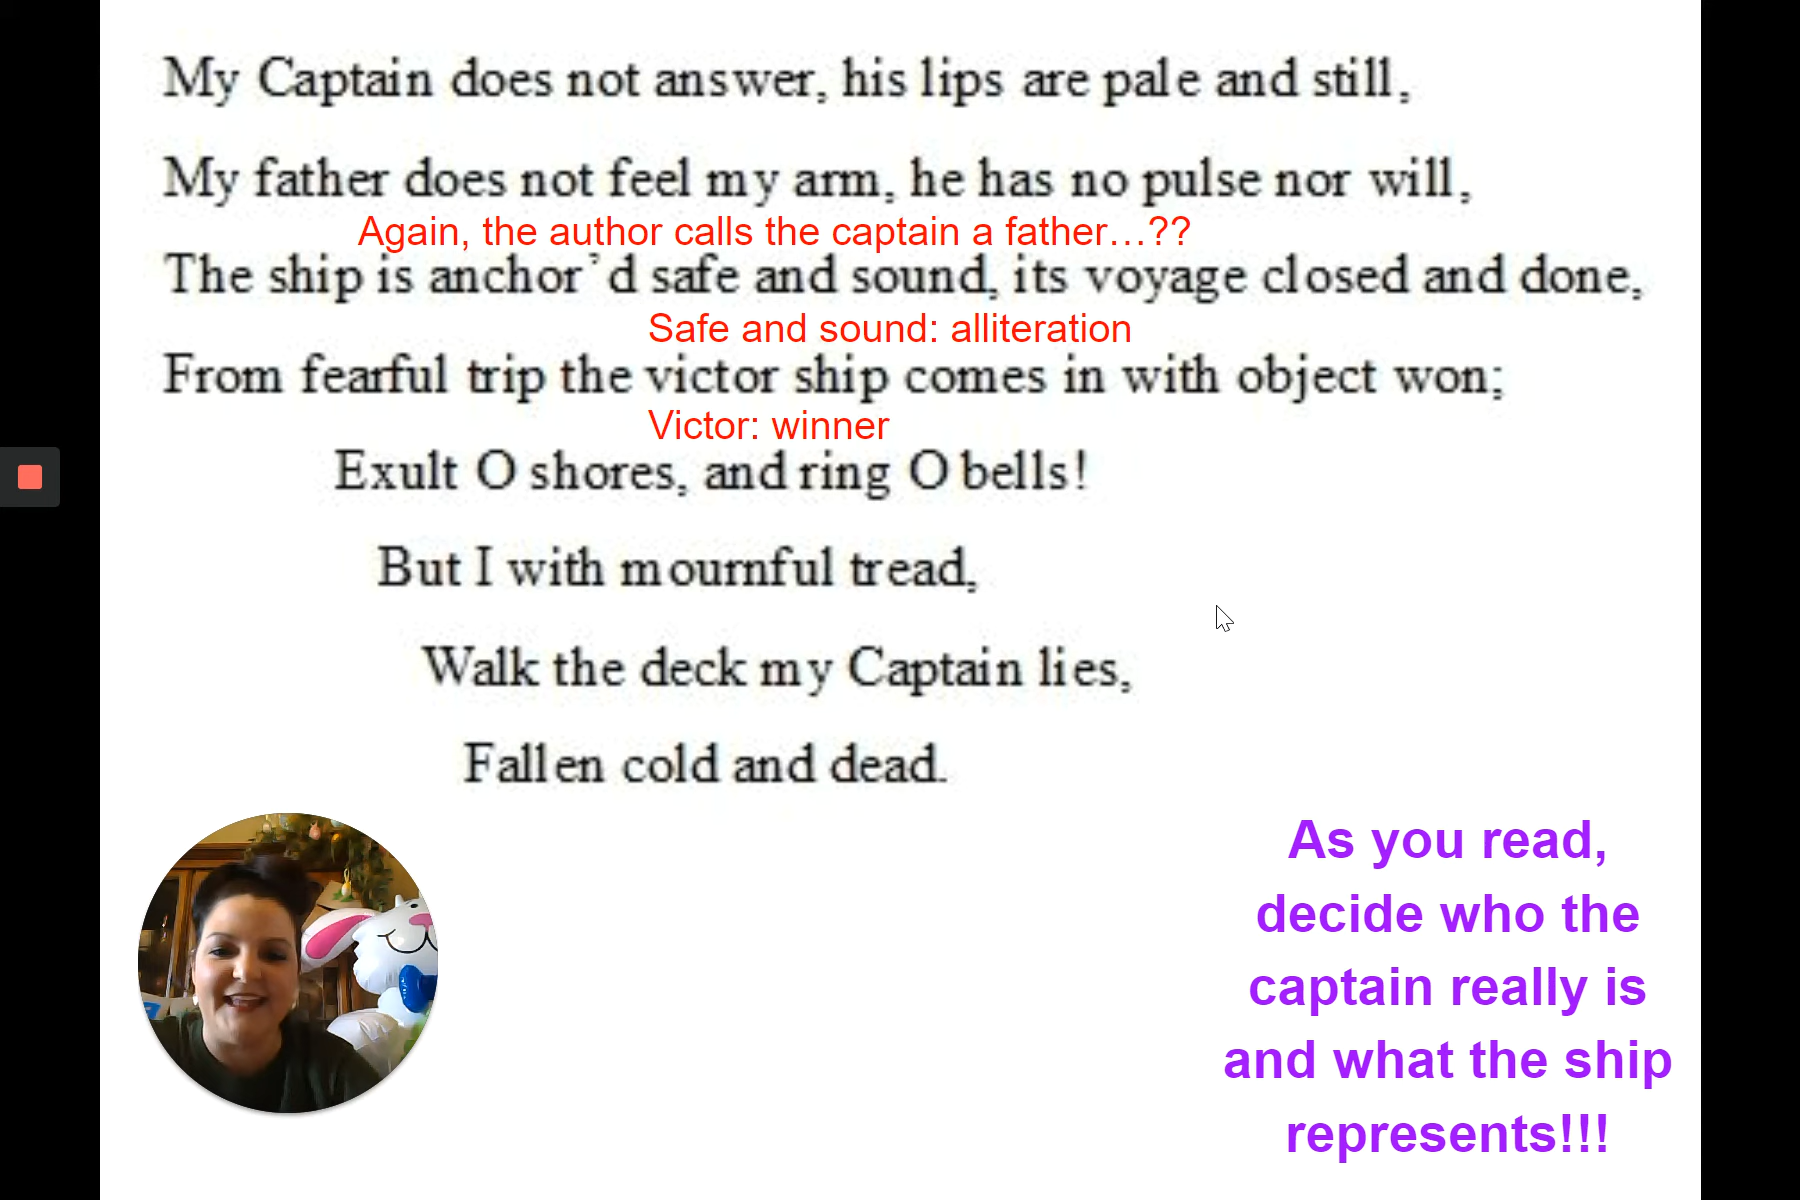 My Captain does not answer, his lips are pale and still,
My father does not feel my arm, he has no pulse nor will,
Again, the author calls the captain a father...??
The ship is anchor’d safe and sound, its voyage closed and done,
Safe and sound: alliteration
From fearful trip the victor ship comes in with object won;
Victor: winner
Exult O shores, and ring O bells!
But I with mournful tread,
Walk the deck my Captain lies,
Fallen cold and dead.
As you read,
decide who the
captain really is
and what the ship
represents!!!